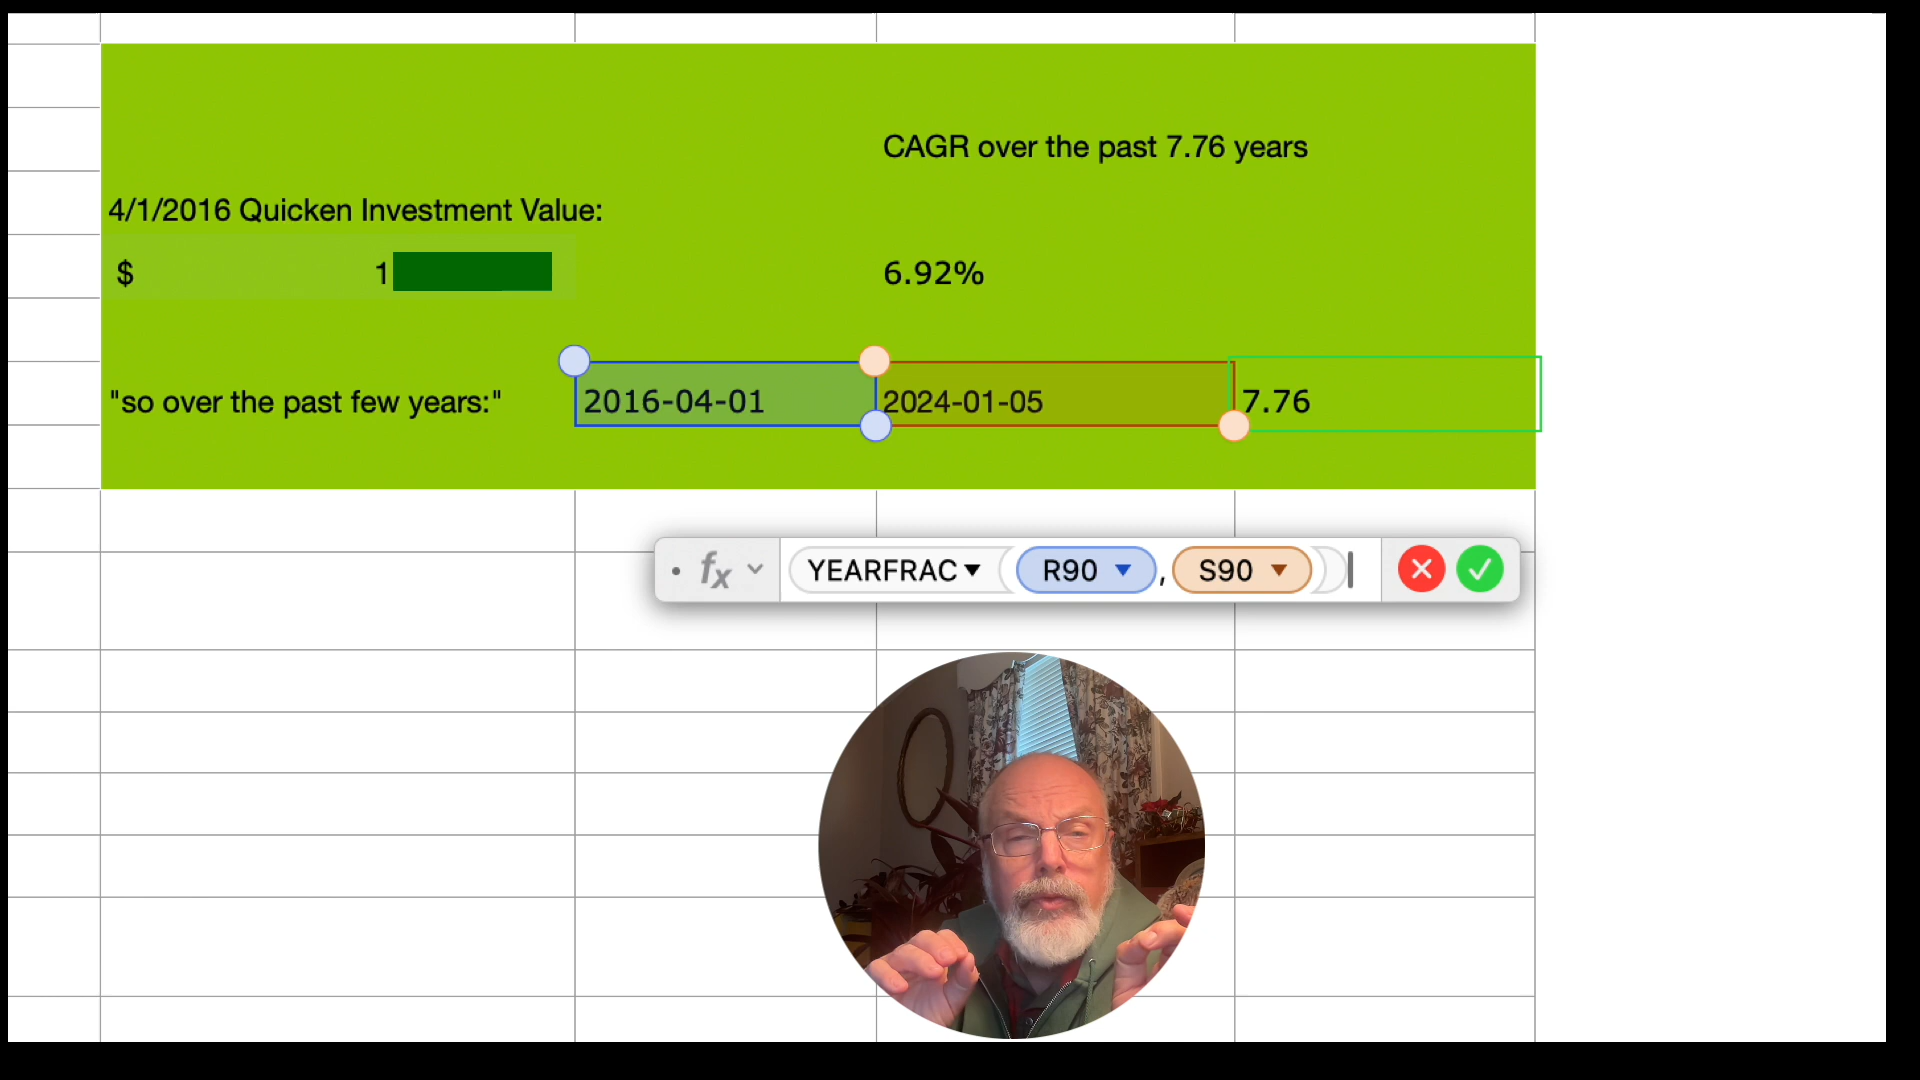 CAGR over the past 7.76 years
4/1/2016 Quicken Investment Value:
$ 1
6.92%
"so over the past few years:" 2016-04-01 2024-01-05 7.76
fx YEARFRAC R90 , S90